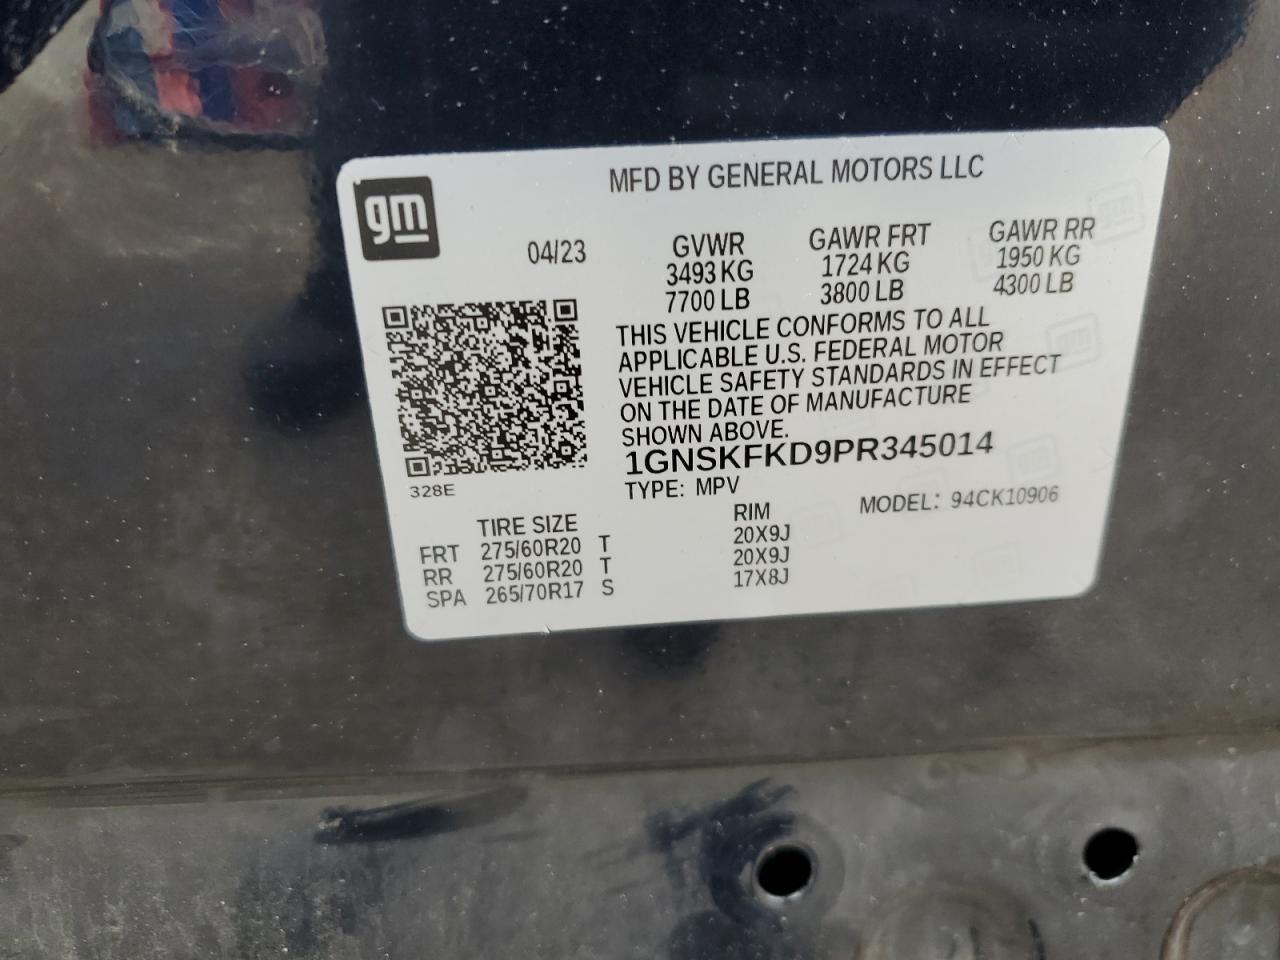 gm
MFD BY GENERAL MOTORS LLC
04/23
GVWR GAWR FRT GAWR RR
3493 KG 1724 KG 1950 KG
7700 LB 3800 LB 4300 LB
THIS VEHICLE CONFORMS TO ALL
APPLICABLE U.S. FEDERAL MOTOR
VEHICLE SAFETY STANDARDS IN EFFECT
ON THE DATE OF MANUFACTURE
SHOWN ABOVE.
1GNSKFKD9PR345014
328E
TYPE: MPV
MODEL: 94CK10906
TIRE SIZE RIM
FRT 275/60R20 T 20X9J
RR 275/60R20 T 20X9J
SPA 265/70R17 S 17X8J